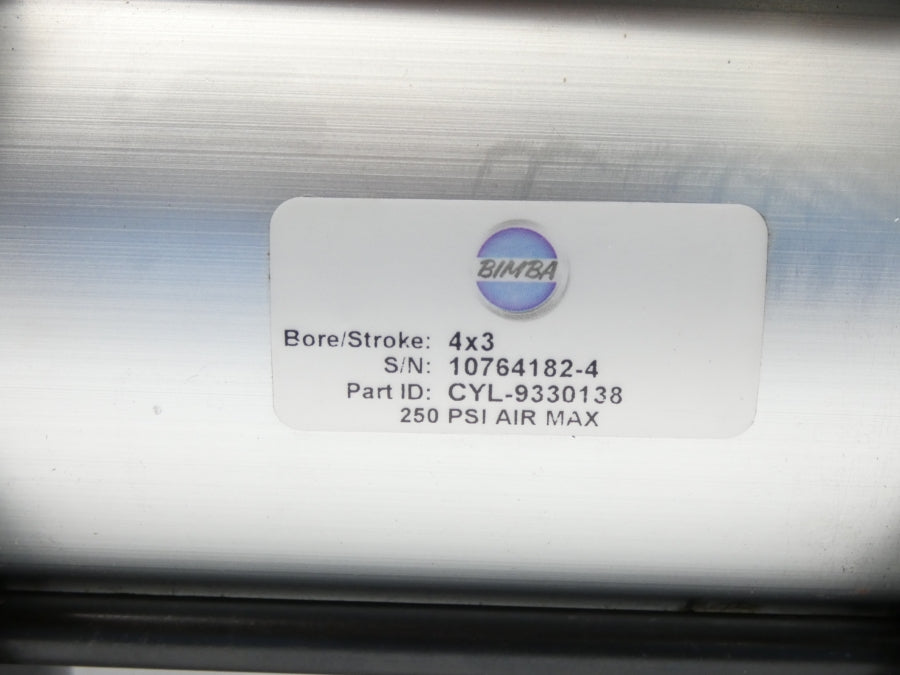 BIMBA
Bore/Stroke: 4x3
S/N: 10764182-4
Part ID: CYL-9330138
250 PSI AIR MAX